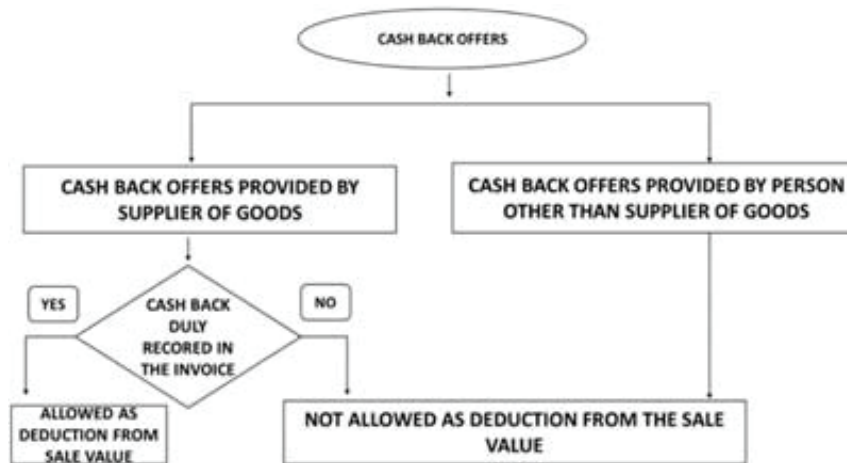 CASH BACK OFFERS
CASH BACK OFFERS PROVIDED BY
SUPPLIER OF GOODS
CASH BACK OFFERS PROVIDED BY PERSON
OTHER THAN SUPPLIER OF GOODS
YES
CASH BACK
DULY
RECORED IN
THE INVOICE
NO
ALLOWED AS
DEDUCTION FROM
SALE VALUE
NOT ALLOWED AS DEDUCTION FROM THE SALE
VALUE